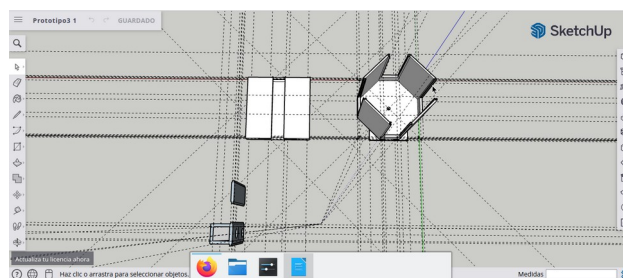 Prototipo3 1
GUARDADO
SketchUp
Actualiza tu licencia ahora
Haz clic o arrastra para seleccionar objetos.
Medidas